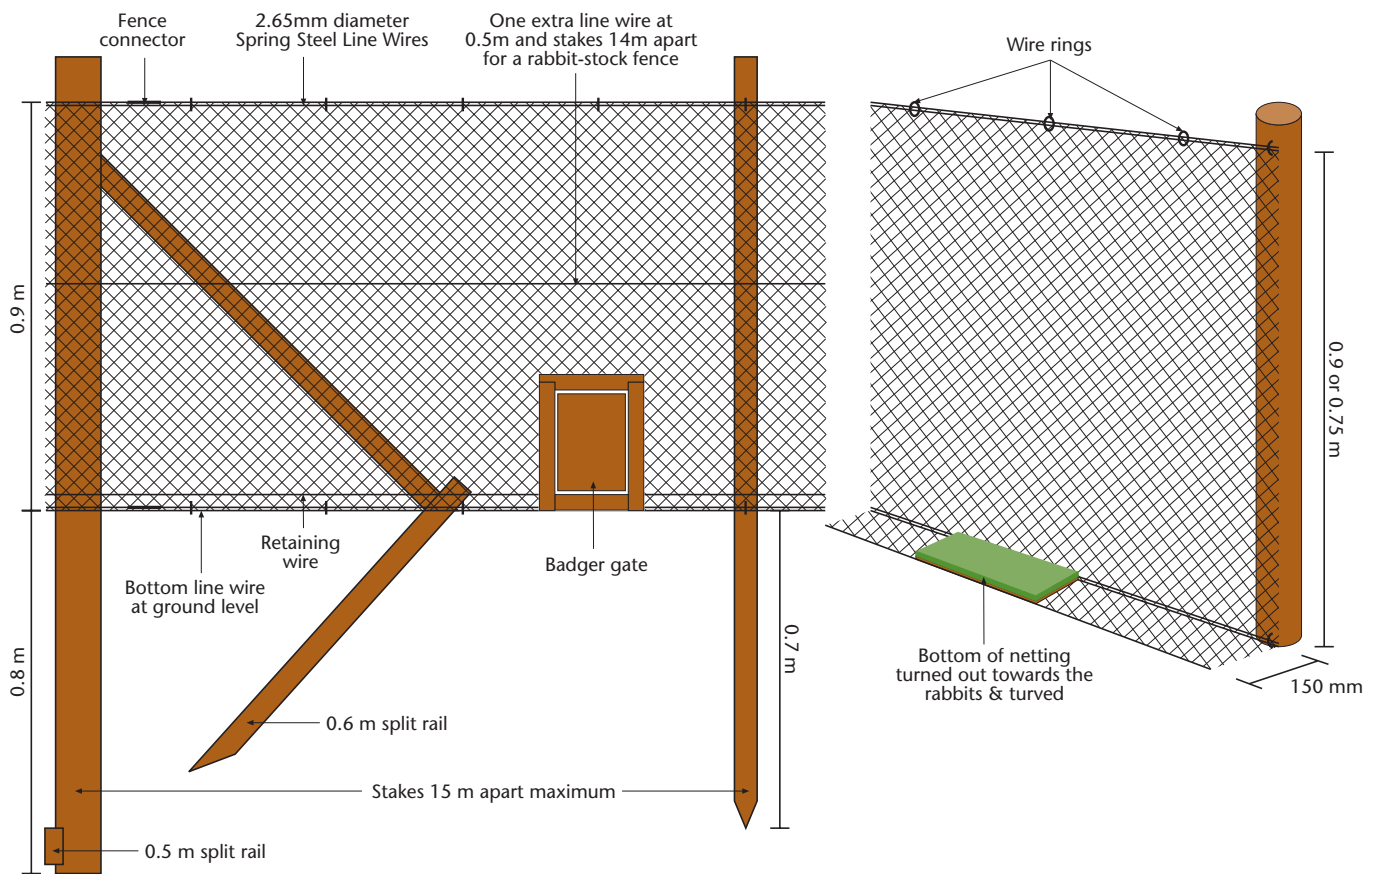 Fence
connector
2.65mm diameter
Spring Steel Line Wires
One extra line wire at
0.5m and stakes 14m apart
for a rabbit-stock fence
Wire rings
0.9 m
0.9 or 0.75 m
Retaining
wire
Bottom line wire
at ground level
Badger gate
0.8 m
0.7 m
Bottom of netting
turned out towards the
rabbits & turved
150 mm
0.6 m split rail
Stakes 15 m apart maximum
0.5 m split rail